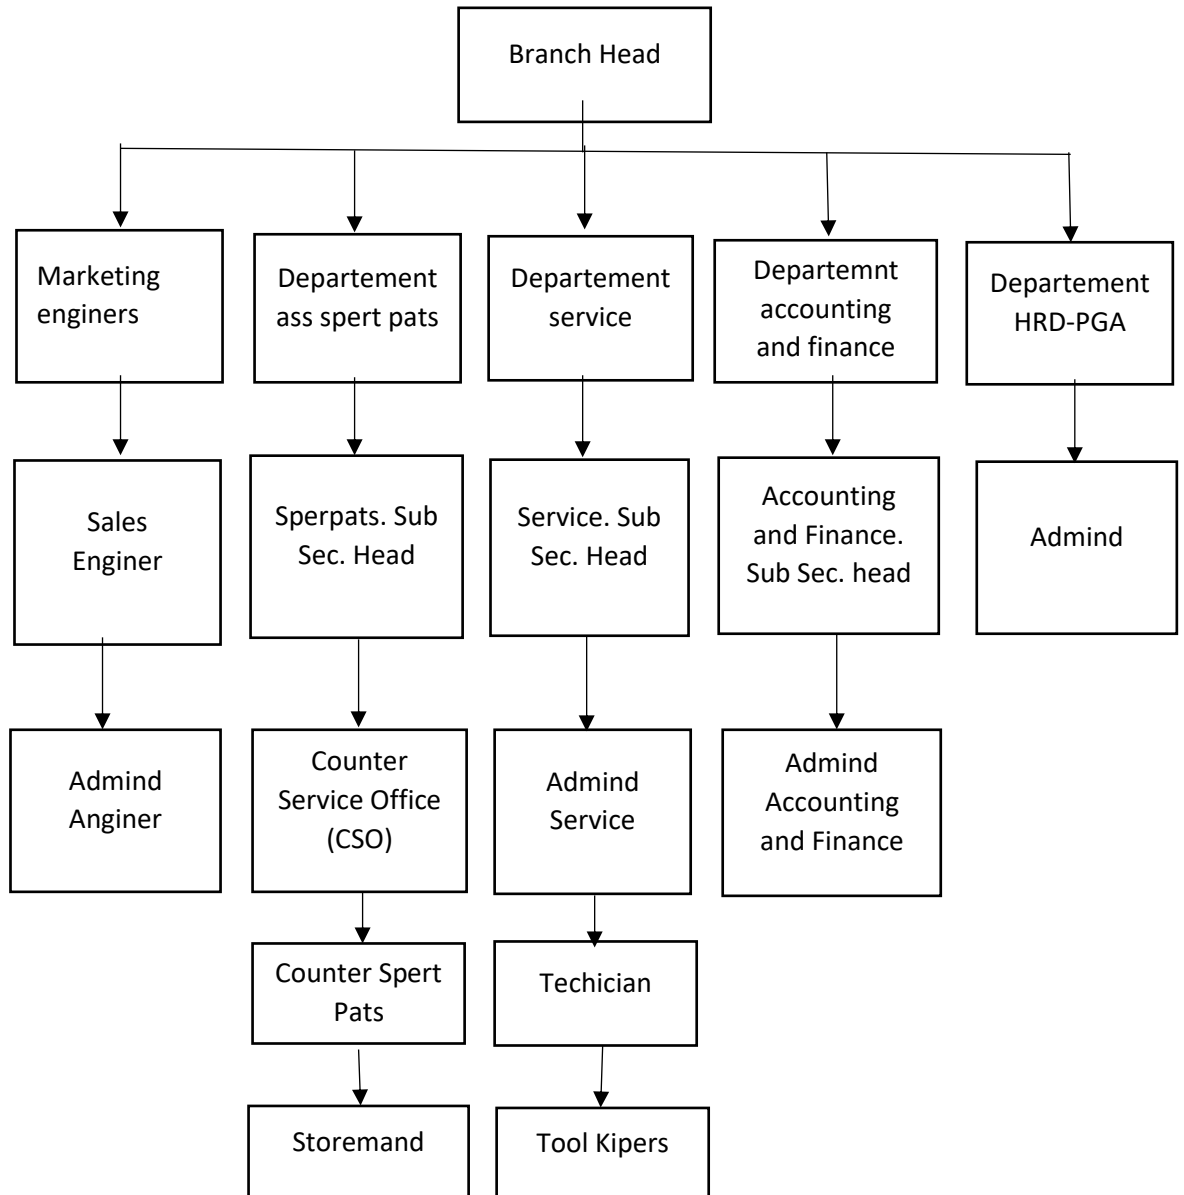 Branch Head
Marketing
enginers
Departement
ass spert pats
Departement
service
Departemnt
accounting
and finance
Departement
HRD-PGA
Sales
Enginer
Sperpats. Sub
Sec. Head
Service. Sub
Sec. Head
Accounting
and Finance.
Sub Sec. head
Admind
Admind
Anginer
Counter
Service Office
(CSO)
Admind
Service
Admind
Accounting
and Finance
Counter Spert
Pats
Techician
Storemand
Tool Kipers